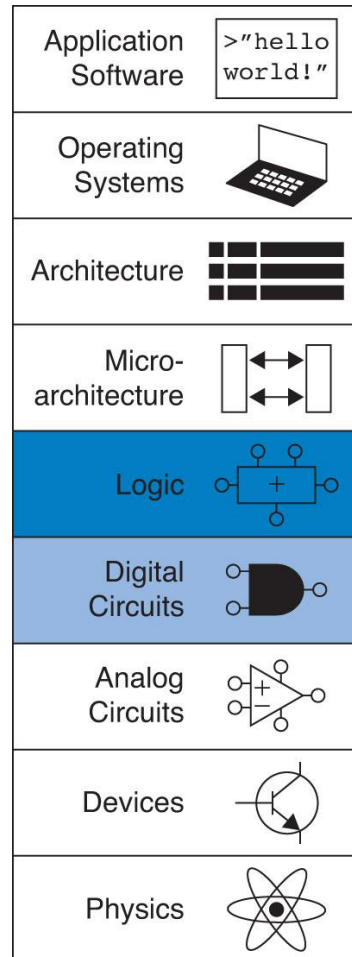 Application
Software
>"hello
world!"
Operating
Systems
Architecture
Micro-
architecture
Logic
+
Digital
Circuits
Analog
Circuits
+
−
Devices
Physics